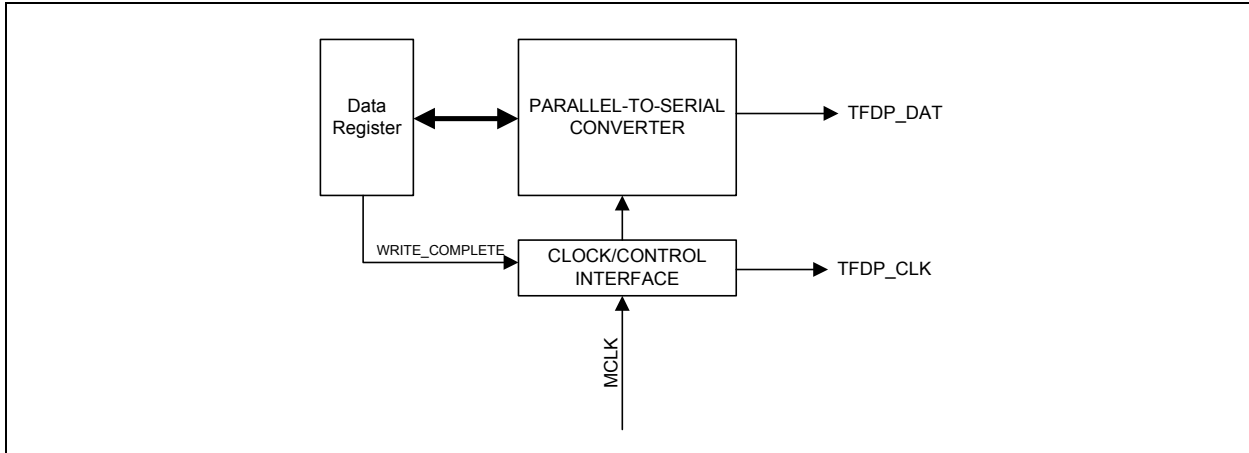 Data
Register
PARALLEL-TO-SERIAL
CONVERTER
TFDP_DAT
WRITE_COMPLETE
CLOCK/CONTROL
INTERFACE
TFDP_CLK
MCLK